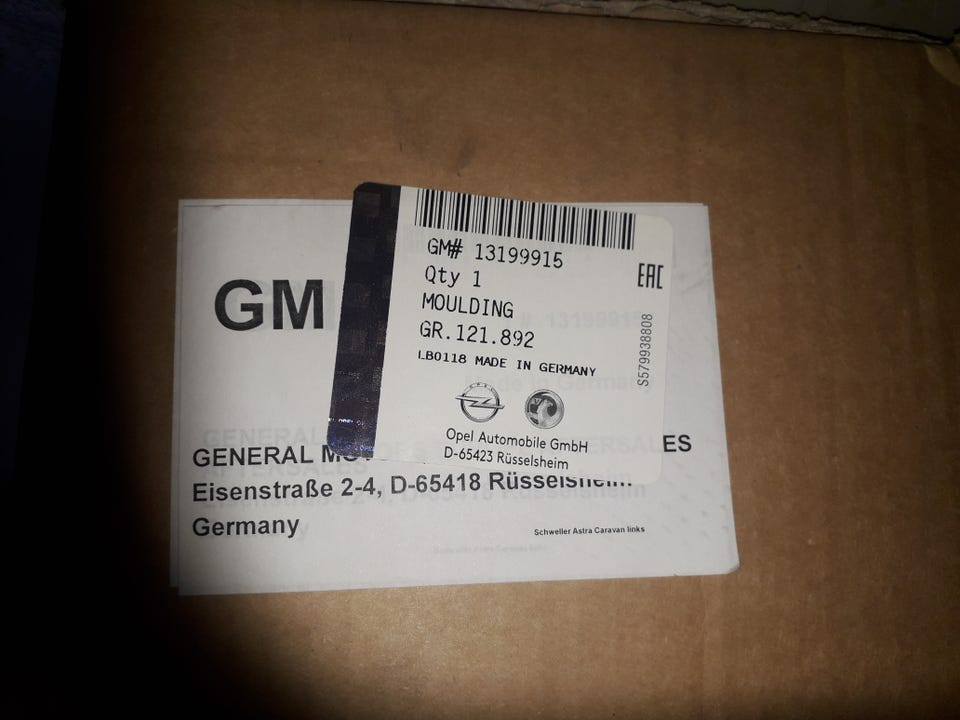 GM# 13199915
Qty 1
MOULDING
GR.121.892
LB0118 MADE IN GERMANY
EAC
S579938808
Opel Automobile GmbH
D-65423 Rüsselsheim
GM
GENERAL
ES
Eisenstraße 2-4, D-65418 Rüsselsheim
Germany
Schweller Astra Caravan links